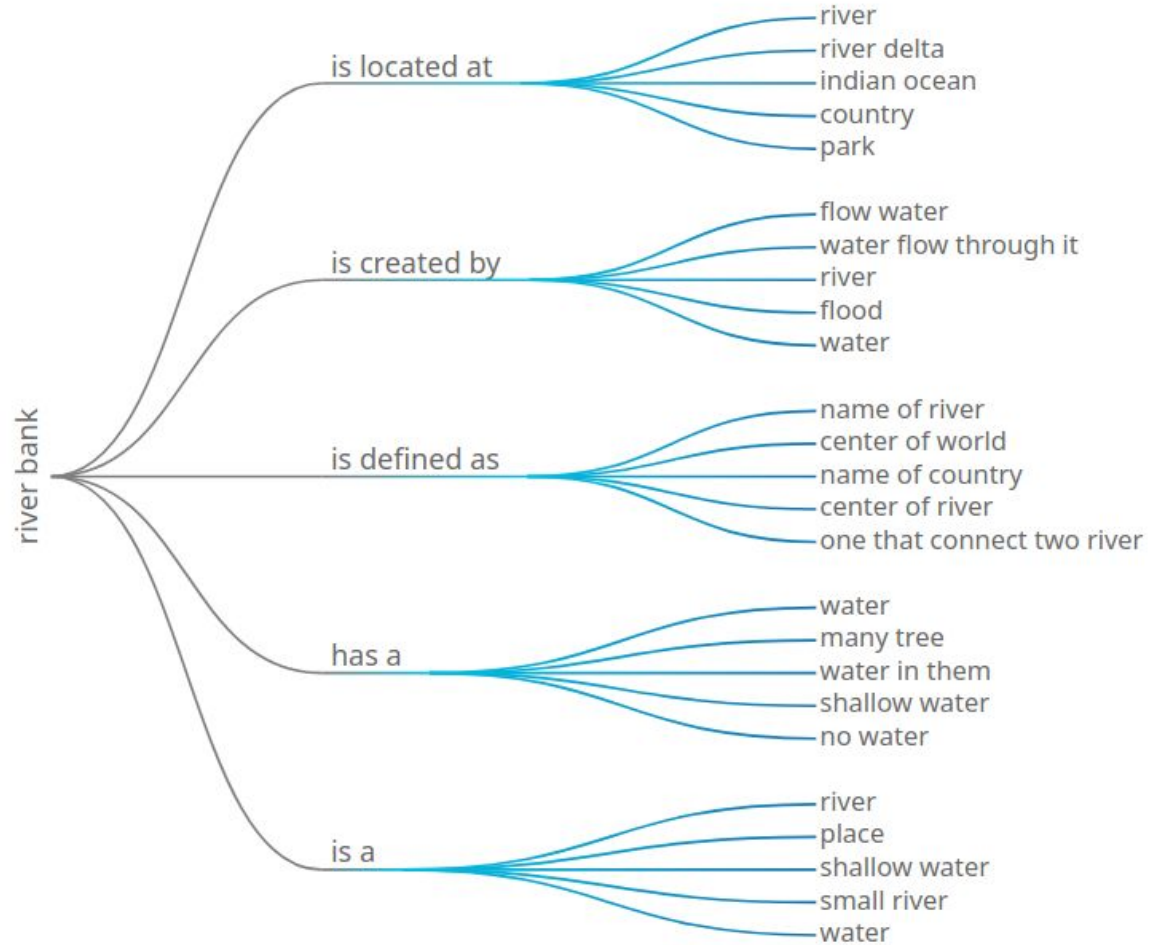 river bank
is located at
river
river delta
indian ocean
country
park
is created by
flow water
water flow through it
river
flood
water
is defined as
name of river
center of world
name of country
center of river
one that connect two river
has a
water
many tree
water in them
shallow water
no water
is a
river
place
shallow water
small river
water